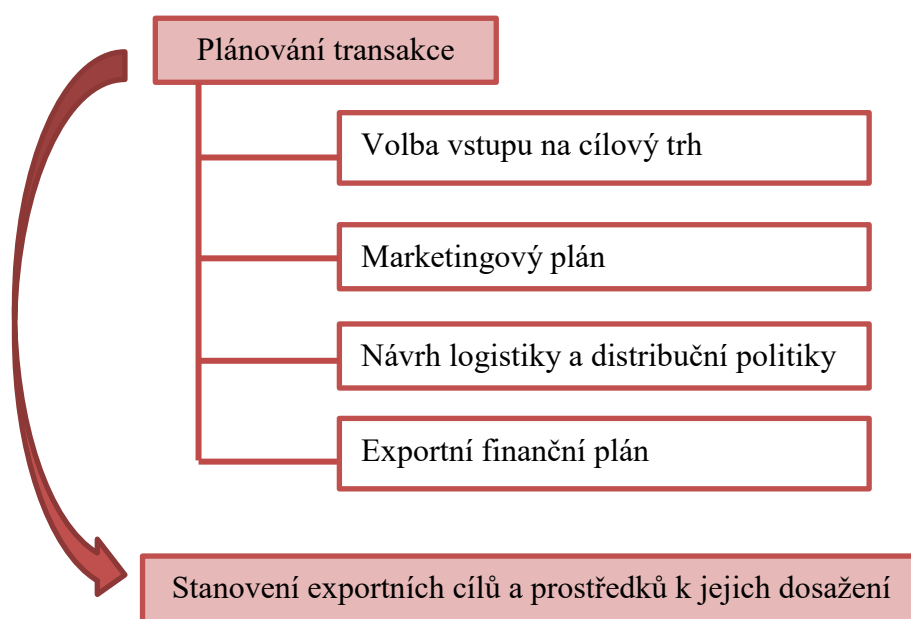 Plánování transakce
Volba vstupu na cílový trh
Marketingový plán
Návrh logistiky a distribuční politiky
Exportní finanční plán
Stanovení exportních cílů a prostředků k jejich dosažení